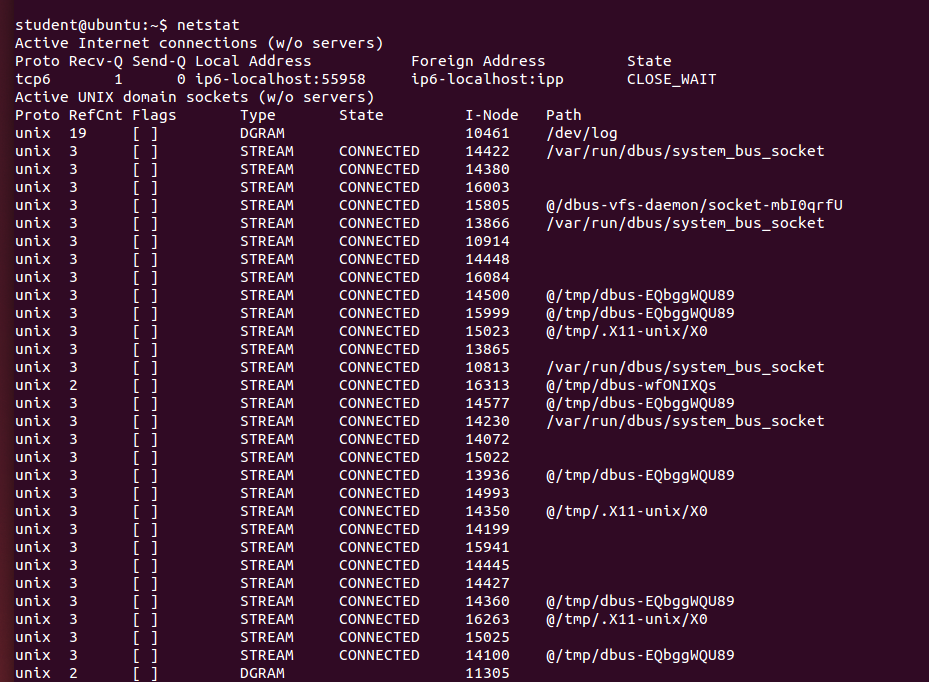 student@ubuntu:~$ netstat
Active Internet connections (w/o servers)
Proto Recv-Q Send-Q Local Address           Foreign Address         State
tcp6       1      0 ip6-localhost:55958     ip6-localhost:ipp       CLOSE_WAIT
Active UNIX domain sockets (w/o servers)
Proto RefCnt Flags       Type       State         I-Node   Path
unix  19     [ ]         DGRAM                    10461    /dev/log
unix  3      [ ]         STREAM     CONNECTED     14422    /var/run/dbus/system_bus_socket
unix  3      [ ]         STREAM     CONNECTED     14380
unix  3      [ ]         STREAM     CONNECTED     16003
unix  3      [ ]         STREAM     CONNECTED     15805    @/dbus-vfs-daemon/socket-mbI0qrfU
unix  3      [ ]         STREAM     CONNECTED     13866    /var/run/dbus/system_bus_socket
unix  3      [ ]         STREAM     CONNECTED     10914
unix  3      [ ]         STREAM     CONNECTED     14448
unix  3      [ ]         STREAM     CONNECTED     16084
unix  3      [ ]         STREAM     CONNECTED     14500    @/tmp/dbus-EQbggWQU89
unix  3      [ ]         STREAM     CONNECTED     15999    @/tmp/dbus-EQbggWQU89
unix  3      [ ]         STREAM     CONNECTED     15023    @/tmp/.X11-unix/X0
unix  3      [ ]         STREAM     CONNECTED     13865
unix  3      [ ]         STREAM     CONNECTED     10813    /var/run/dbus/system_bus_socket
unix  2      [ ]         STREAM     CONNECTED     16313    @/tmp/dbus-wfONIXQs
unix  3      [ ]         STREAM     CONNECTED     14577    @/tmp/dbus-EQbggWQU89
unix  3      [ ]         STREAM     CONNECTED     14230    /var/run/dbus/system_bus_socket
unix  3      [ ]         STREAM     CONNECTED     14072
unix  3      [ ]         STREAM     CONNECTED     15022
unix  3      [ ]         STREAM     CONNECTED     13936    @/tmp/dbus-EQbggWQU89
unix  3      [ ]         STREAM     CONNECTED     14993
unix  3      [ ]         STREAM     CONNECTED     14350    @/tmp/.X11-unix/X0
unix  3      [ ]         STREAM     CONNECTED     14199
unix  3      [ ]         STREAM     CONNECTED     15941
unix  3      [ ]         STREAM     CONNECTED     14445
unix  3      [ ]         STREAM     CONNECTED     14427
unix  3      [ ]         STREAM     CONNECTED     14360    @/tmp/dbus-EQbggWQU89
unix  3      [ ]         STREAM     CONNECTED     16263    @/tmp/.X11-unix/X0
unix  3      [ ]         STREAM     CONNECTED     15025
unix  3      [ ]         STREAM     CONNECTED     14100    @/tmp/dbus-EQbggWQU89
unix  2      [ ]         DGRAM                    11305